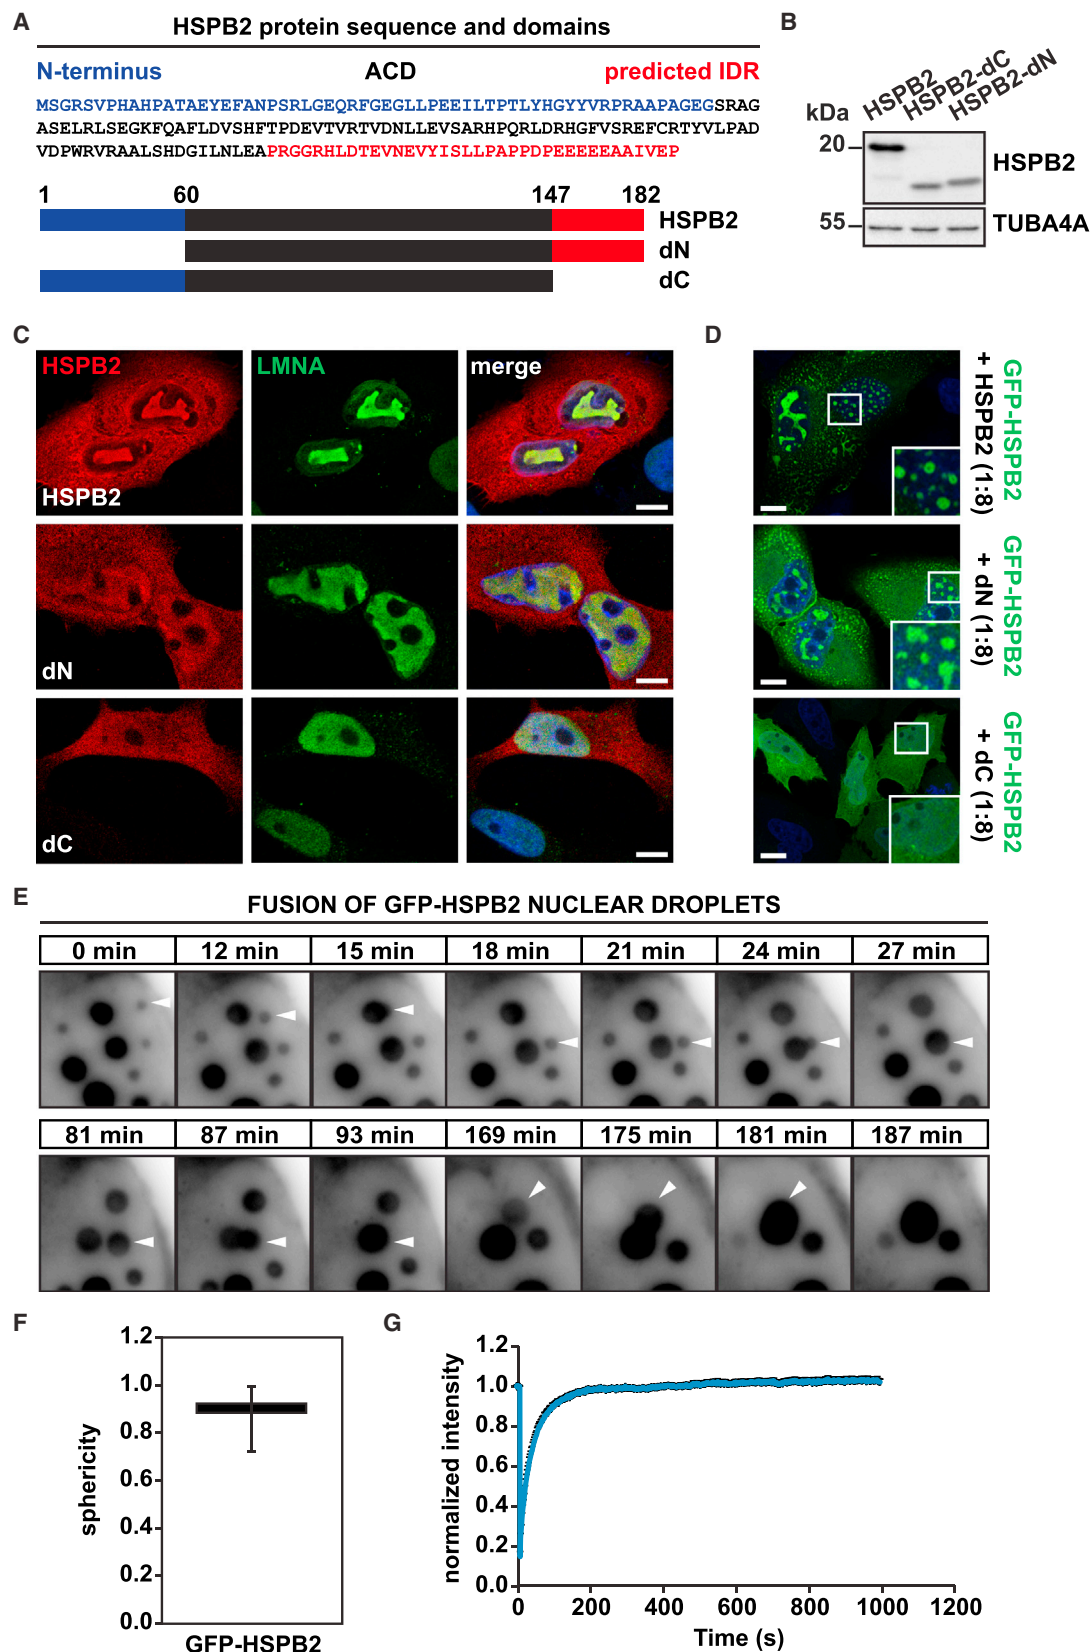 A
HSPB2 protein sequence and domains
N-terminus ACD predicted IDR
MSGRSVPHAHPATAEYEFANPSRLGEQRFGEGLLPEEILTPTLYHGYYVRPRAAPAGEGSRAG
ASELRLSEGKFQAFLDVSHFTPDEVTVRTVDNLLEVSARHPQRLDRHGFVSREFCRTYVLPAD
VDPWRVRAALSHDGILNLEAPRGGRHLDTEVNEVYISLLPAPPDPEEEEEAAIVEP
1 60 147 182
HSPB2
dN
dC
B
HSPB2
HSPB2-dC
HSPB2-dN
kDa
20
HSPB2
55
TUBA4A
C
HSPB2 LMNA merge
HSPB2
dN
dC
D
GFP-HSPB2
+ HSPB2 (1:8)
GFP-HSPB2
+ dN (1:8)
GFP-HSPB2
+ dC (1:8)
E
FUSION OF GFP-HSPB2 NUCLEAR DROPLETS
0 min 12 min 15 min 18 min 21 min 24 min 27 min
81 min 87 min 93 min 169 min 175 min 181 min 187 min
F
sphericity
1.2
1.0
0.8
0.6
0.4
0.2
0.0
GFP-HSPB2
G
normalized intensity
1.2
1.0
0.8
0.6
0.4
0.2
0.0
0 200 400 600 800 1000 1200
Time (s)